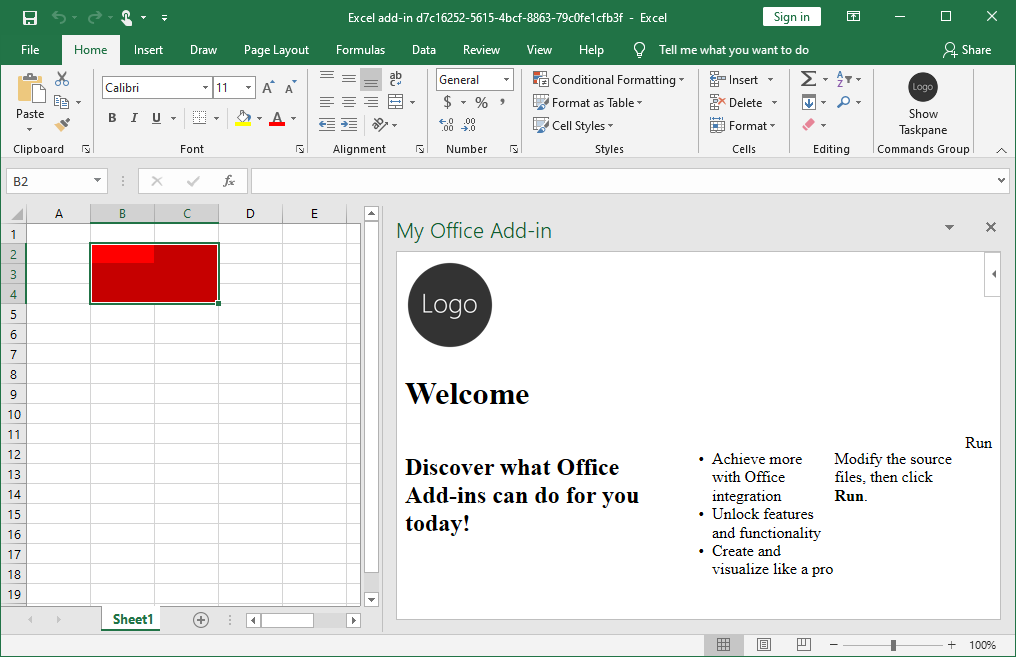 Excel add-in d7c16252-5615-4bcf-8863-79c0fe1cfb3f - Excel
Sign in
File Home Insert Draw Page Layout Formulas Data Review View Help Tell me what you want to do Share
Paste
Clipboard
Calibri 11 A A
B I U A
Font
ab
c
Alignment
General
$ % ,
.00 .0
.00
Number
Conditional Formatting
Format as Table
Cell Styles
Styles
Insert
Delete
Format
Cells
Σ A Z
Editing
Logo
Show
Taskpane
Commands Group
B2 fx
A B C D E
1
2
3
4
5
6
7
8
9
10
11
12
13
14
15
16
17
18
19
My Office Add-in
Logo
Welcome
Discover what Office
Add-ins can do for you
today!
• Achieve more
with Office
integration
• Unlock features
and functionality
• Create and
visualize like a pro
Modify the source
files, then click
Run.
Run
Sheet1
100%